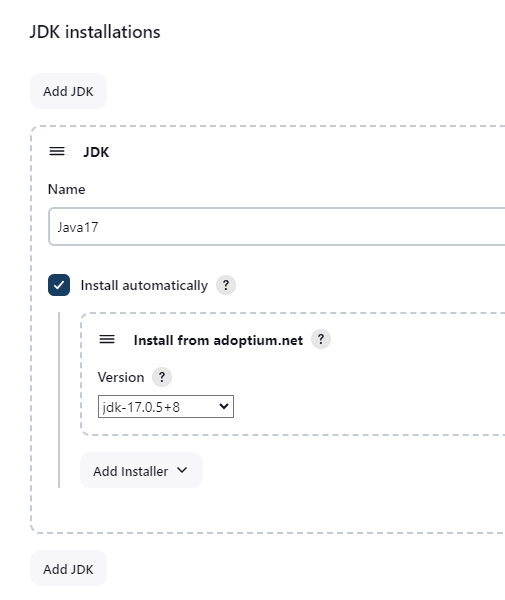 JDK installations
Add JDK
JDK
Name
Java17
Install automatically ?
Install from adoptium.net ?
Version ?
jdk-17.0.5+8
Add Installer
Add JDK